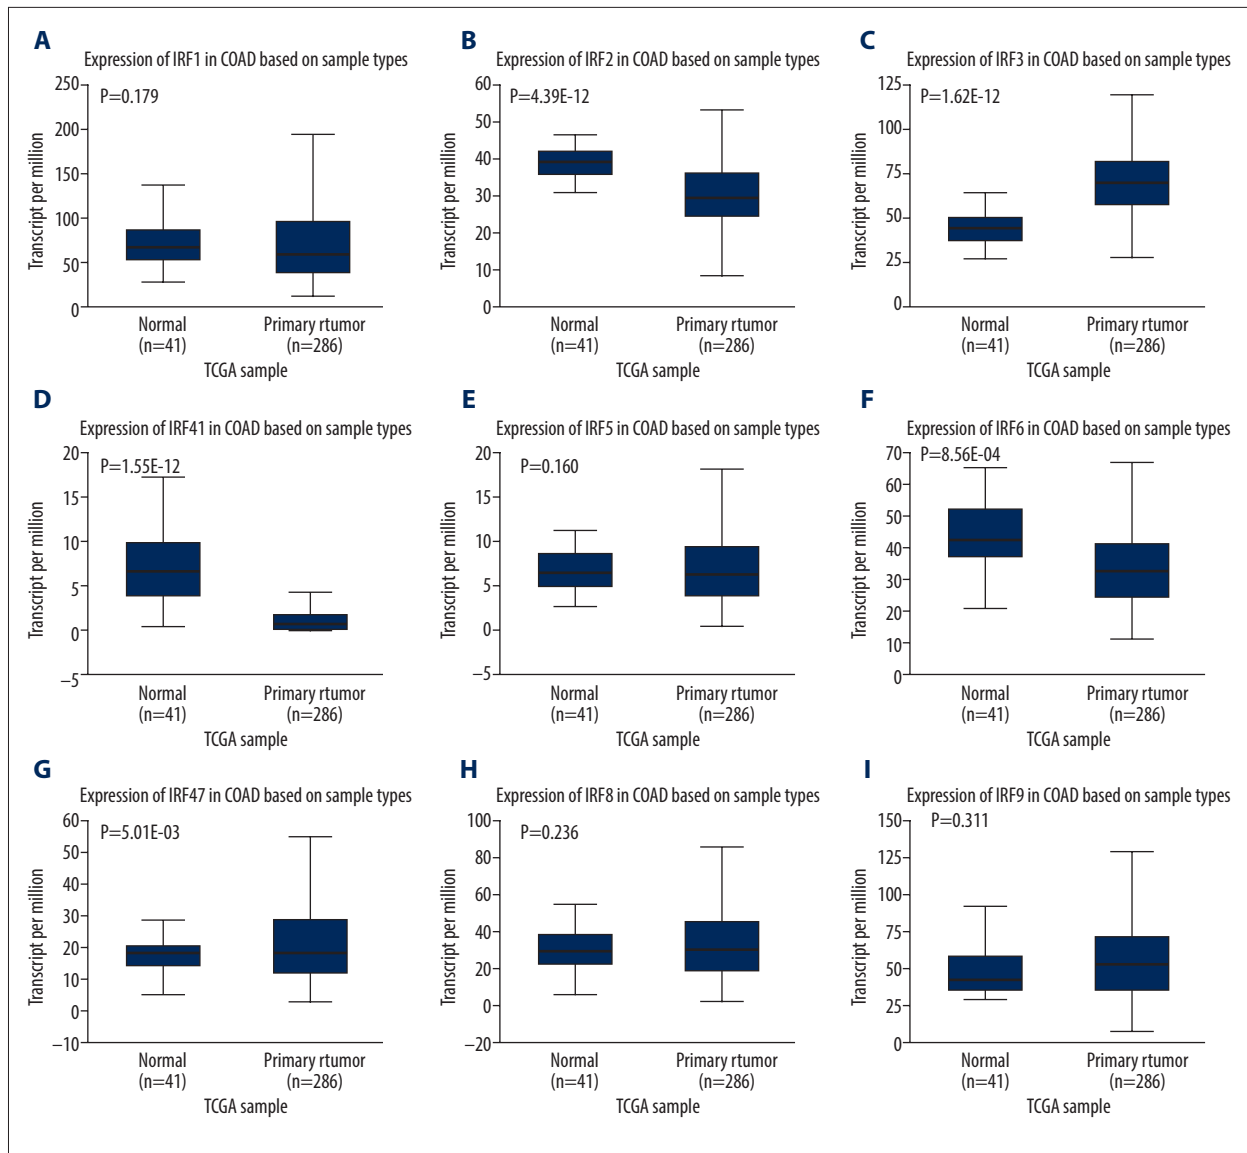 A
Expression of IRF1 in COAD based on sample types
P=0.179
Transcript per million
250
200
150
100
50
0
Normal
(n=41)
Primary rtumor
(n=286)
TCGA sample
B
Expression of IRF2 in COAD based on sample types
P=4.39E-12
Transcript per million
60
50
40
30
20
10
0
Normal
(n=41)
Primary rtumor
(n=286)
TCGA sample
C
Expression of IRF3 in COAD based on sample types
P=1.62E-12
Transcript per million
125
100
75
50
25
0
Normal
(n=41)
Primary rtumor
(n=286)
TCGA sample
D
Expression of IRF41 in COAD based on sample types
P=1.55E-12
Transcript per million
20
15
10
5
0
−5
Normal
(n=41)
Primary rtumor
(n=286)
TCGA sample
E
Expression of IRF5 in COAD based on sample types
P=0.160
Transcript per million
20
15
10
5
0
−5
Normal
(n=41)
Primary rtumor
(n=286)
TCGA sample
F
Expression of IRF6 in COAD based on sample types
P=8.56E-04
Transcript per million
70
60
50
40
30
20
10
0
Normal
(n=41)
Primary rtumor
(n=286)
TCGA sample
G
Expression of IRF47 in COAD based on sample types
P=5.01E-03
Transcript per million
60
50
40
30
20
10
0
−10
Normal
(n=41)
Primary rtumor
(n=286)
TCGA sample
H
Expression of IRF8 in COAD based on sample types
P=0.236
Transcript per million
100
80
60
40
20
0
−20
Normal
(n=41)
Primary rtumor
(n=286)
TCGA sample
I
Expression of IRF9 in COAD based on sample types
P=0.311
Transcript per million
150
125
100
75
50
25
0
Normal
(n=41)
Primary rtumor
(n=286)
TCGA sample